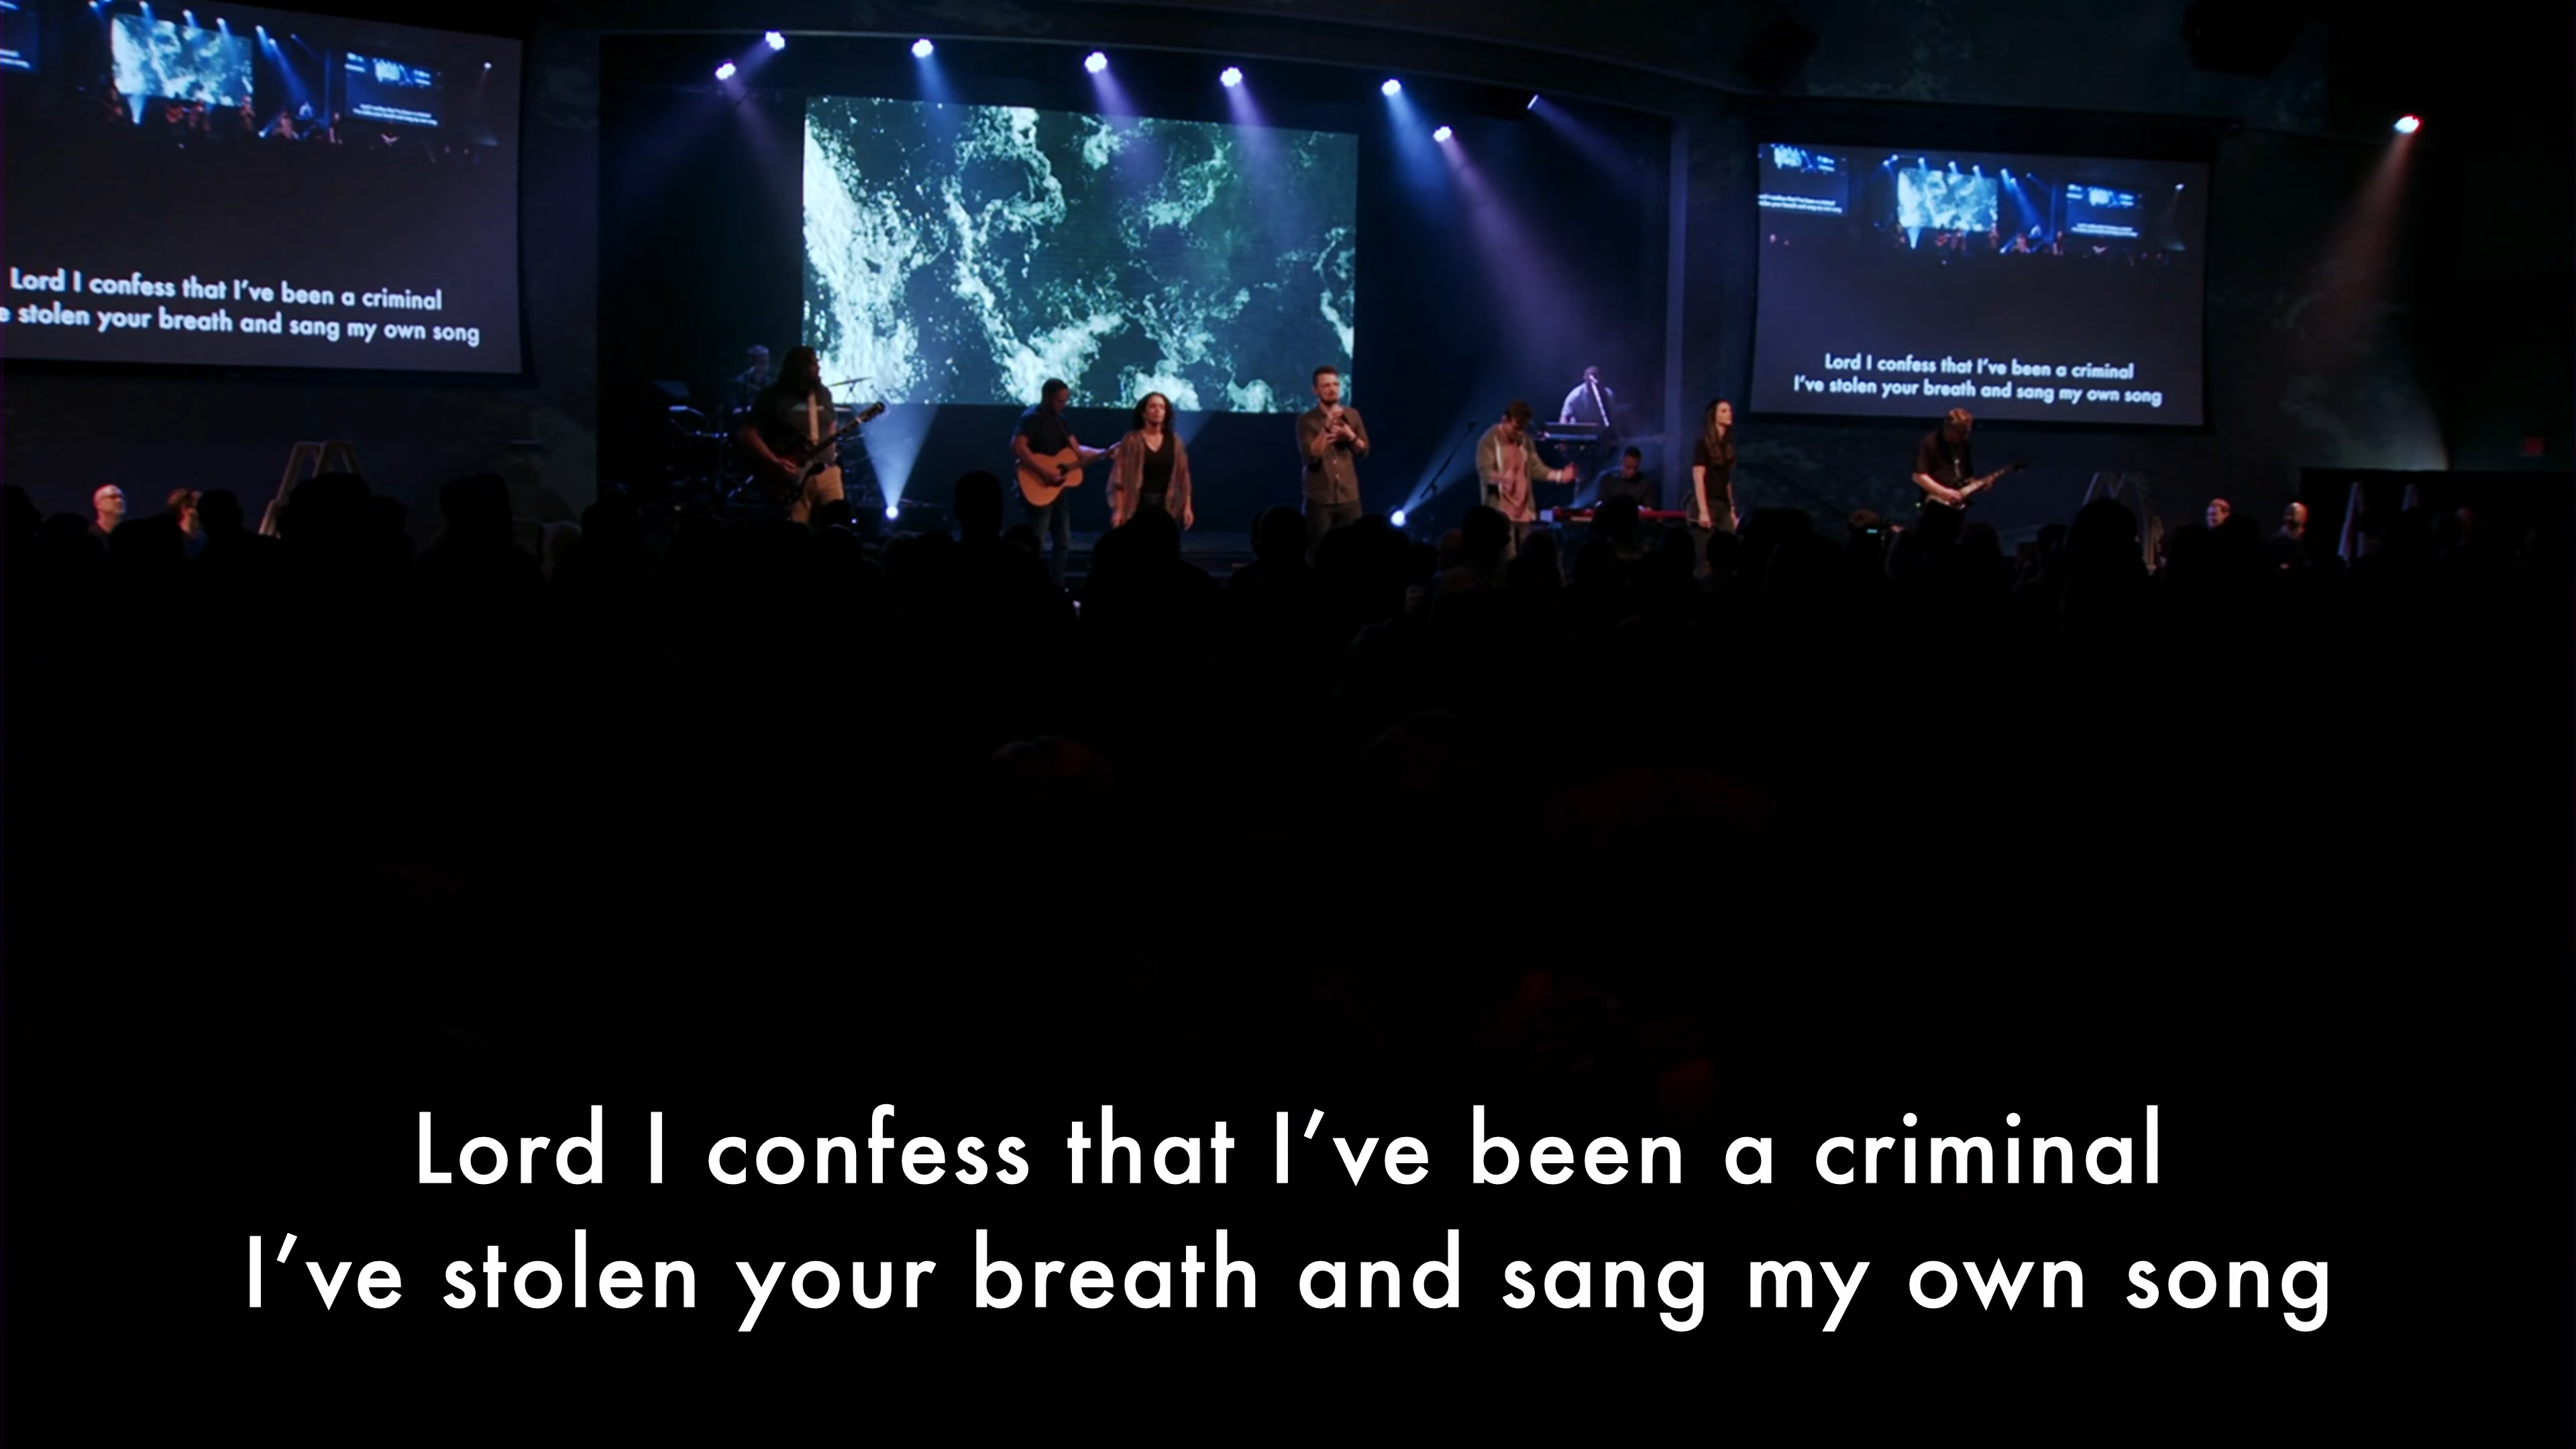 Lord I confess that I've been a criminal
stolen your breath and sang my own song
Lord I confess that I've been a criminal
I've stolen your breath and sang my own song
Lord I confess that I’ve been a criminal
I’ve stolen your breath and sang my own song